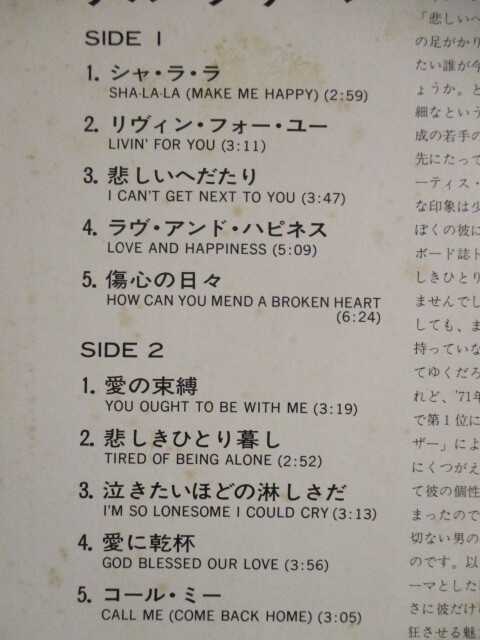 SIDE 1
1. シャ・ラ・ラ
SHA-LA-LA (MAKE ME HAPPY) (2:59)
2. リヴィン・フォー・ユー
LIVIN' FOR YOU (3:11)
3. 悲しいへだたり
I CAN'T GET NEXT TO YOU (3:47)
4. ラヴ・アンド・ハピネス
LOVE AND HAPPINESS (5:09)
5. 傷心の日々
HOW CAN YOU MEND A BROKEN HEART
(6:24)
SIDE 2
1. 愛の束縛
YOU OUGHT TO BE WITH ME (3:19)
2. 悲しきひとり暮し
TIRED OF BEING ALONE (2:52)
3. 泣きたいほどの淋しさだ
I'M SO LONESOME I COULD CRY (3:13)
4. 愛に乾杯
GOD BLESSED OUR LOVE (3:56)
5. コール・ミー
CALL ME (COME BACK HOME) (3:05)
「悲しいへ
の足がかり
たい誰が今
ょうか。と
細なという
成の若手の
先にたって
ーティス・
な印象は少
ぼくの彼に
ボード誌ト
しきひとり
ませんでし
しても、ま
持っていな
てゆくだろ
れど、'71年
で第1位に
ザー」によ
にくつがえ
て彼の個性
まったので
切ない男の
のです。以
ーマとした
さに彼だけ
狂させる魅